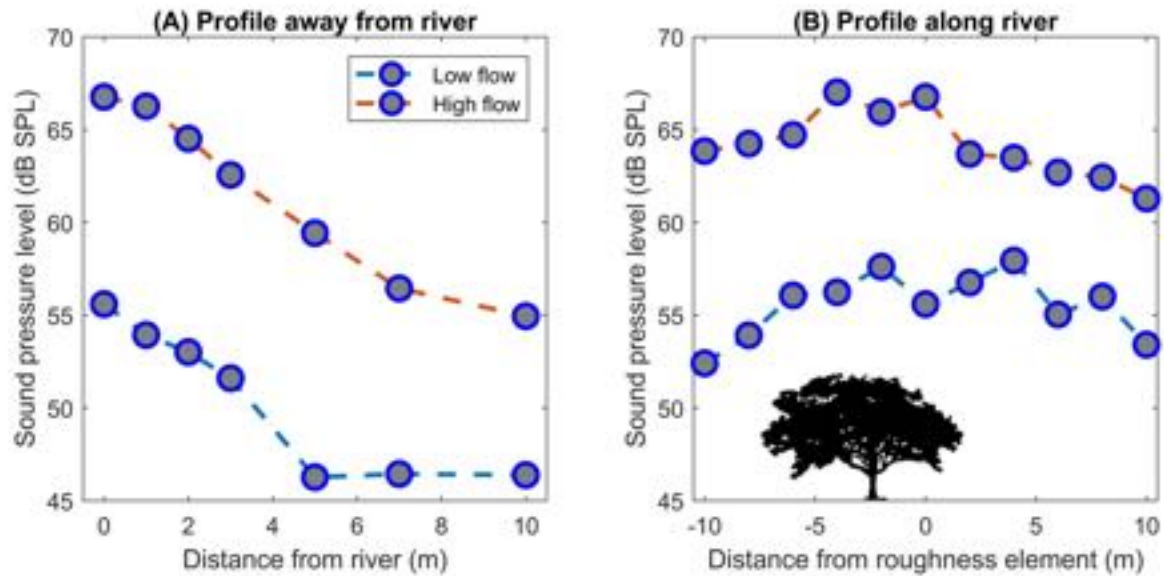 (A) Profile away from river
70
65
60
55
50
45
Sound pressure level (dB SPL)
Low flow
High flow
0 2 4 6 8 10
Distance away from river (m)
(B) Profile along river
70
65
60
55
50
45
Sound pressure level (dB SPL)
-10 -5 0 5 10
Distance from roughness element (m)